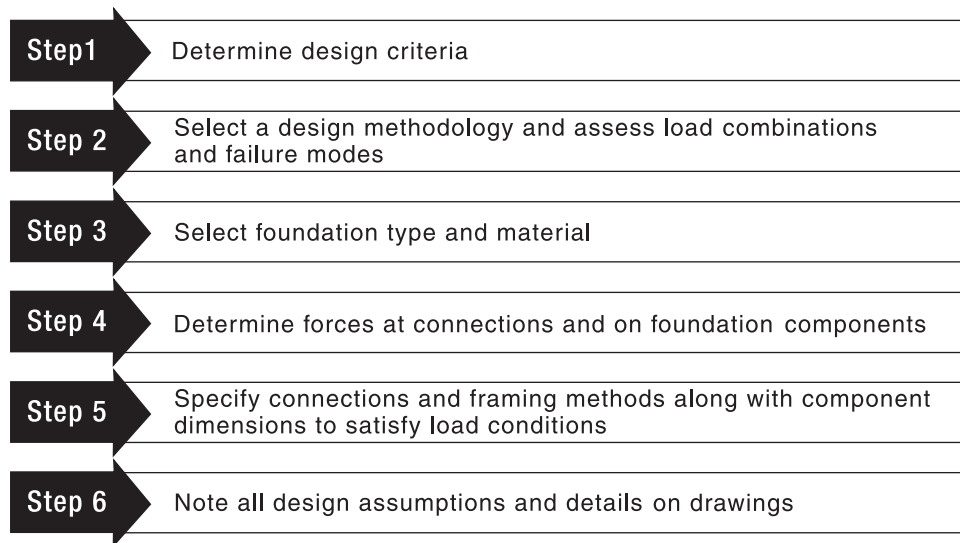 Step1
Determine design criteria
Step 2
Select a design methodology and assess load combinations
and failure modes
Step 3
Select foundation type and material
Step 4
Determine forces at connections and on foundation components
Step 5
Specify connections and framing methods along with component
dimensions to satisfy load conditions
Step 6
Note all design assumptions and details on drawings